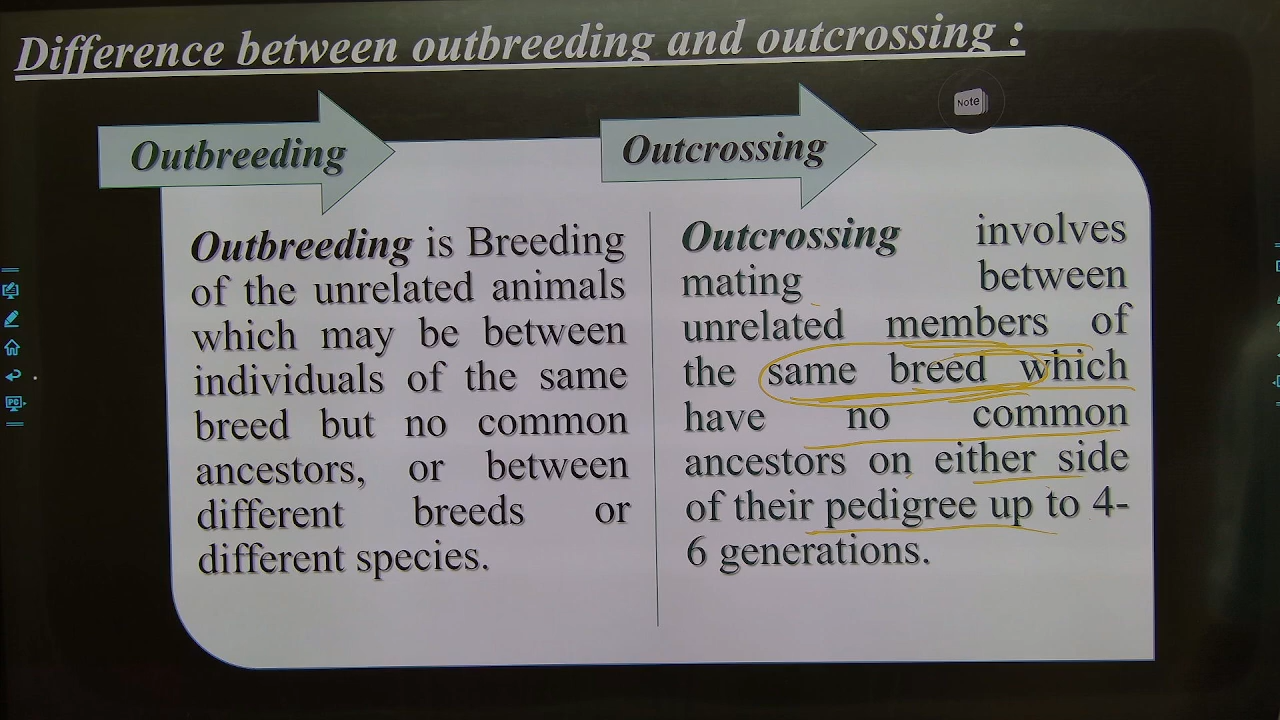 Difference between outbreeding and outcrossing :
Note
Outbreeding
Outbreeding is Breeding
of the unrelated animals
which may be between
individuals of the same
breed but no common
ancestors, or between
different breeds or
different species.
Outcrossing
Outcrossing involves
mating between
unrelated members of
the same breed which
have no common
ancestors on either side
of their pedigree up to 4-
6 generations.
PC